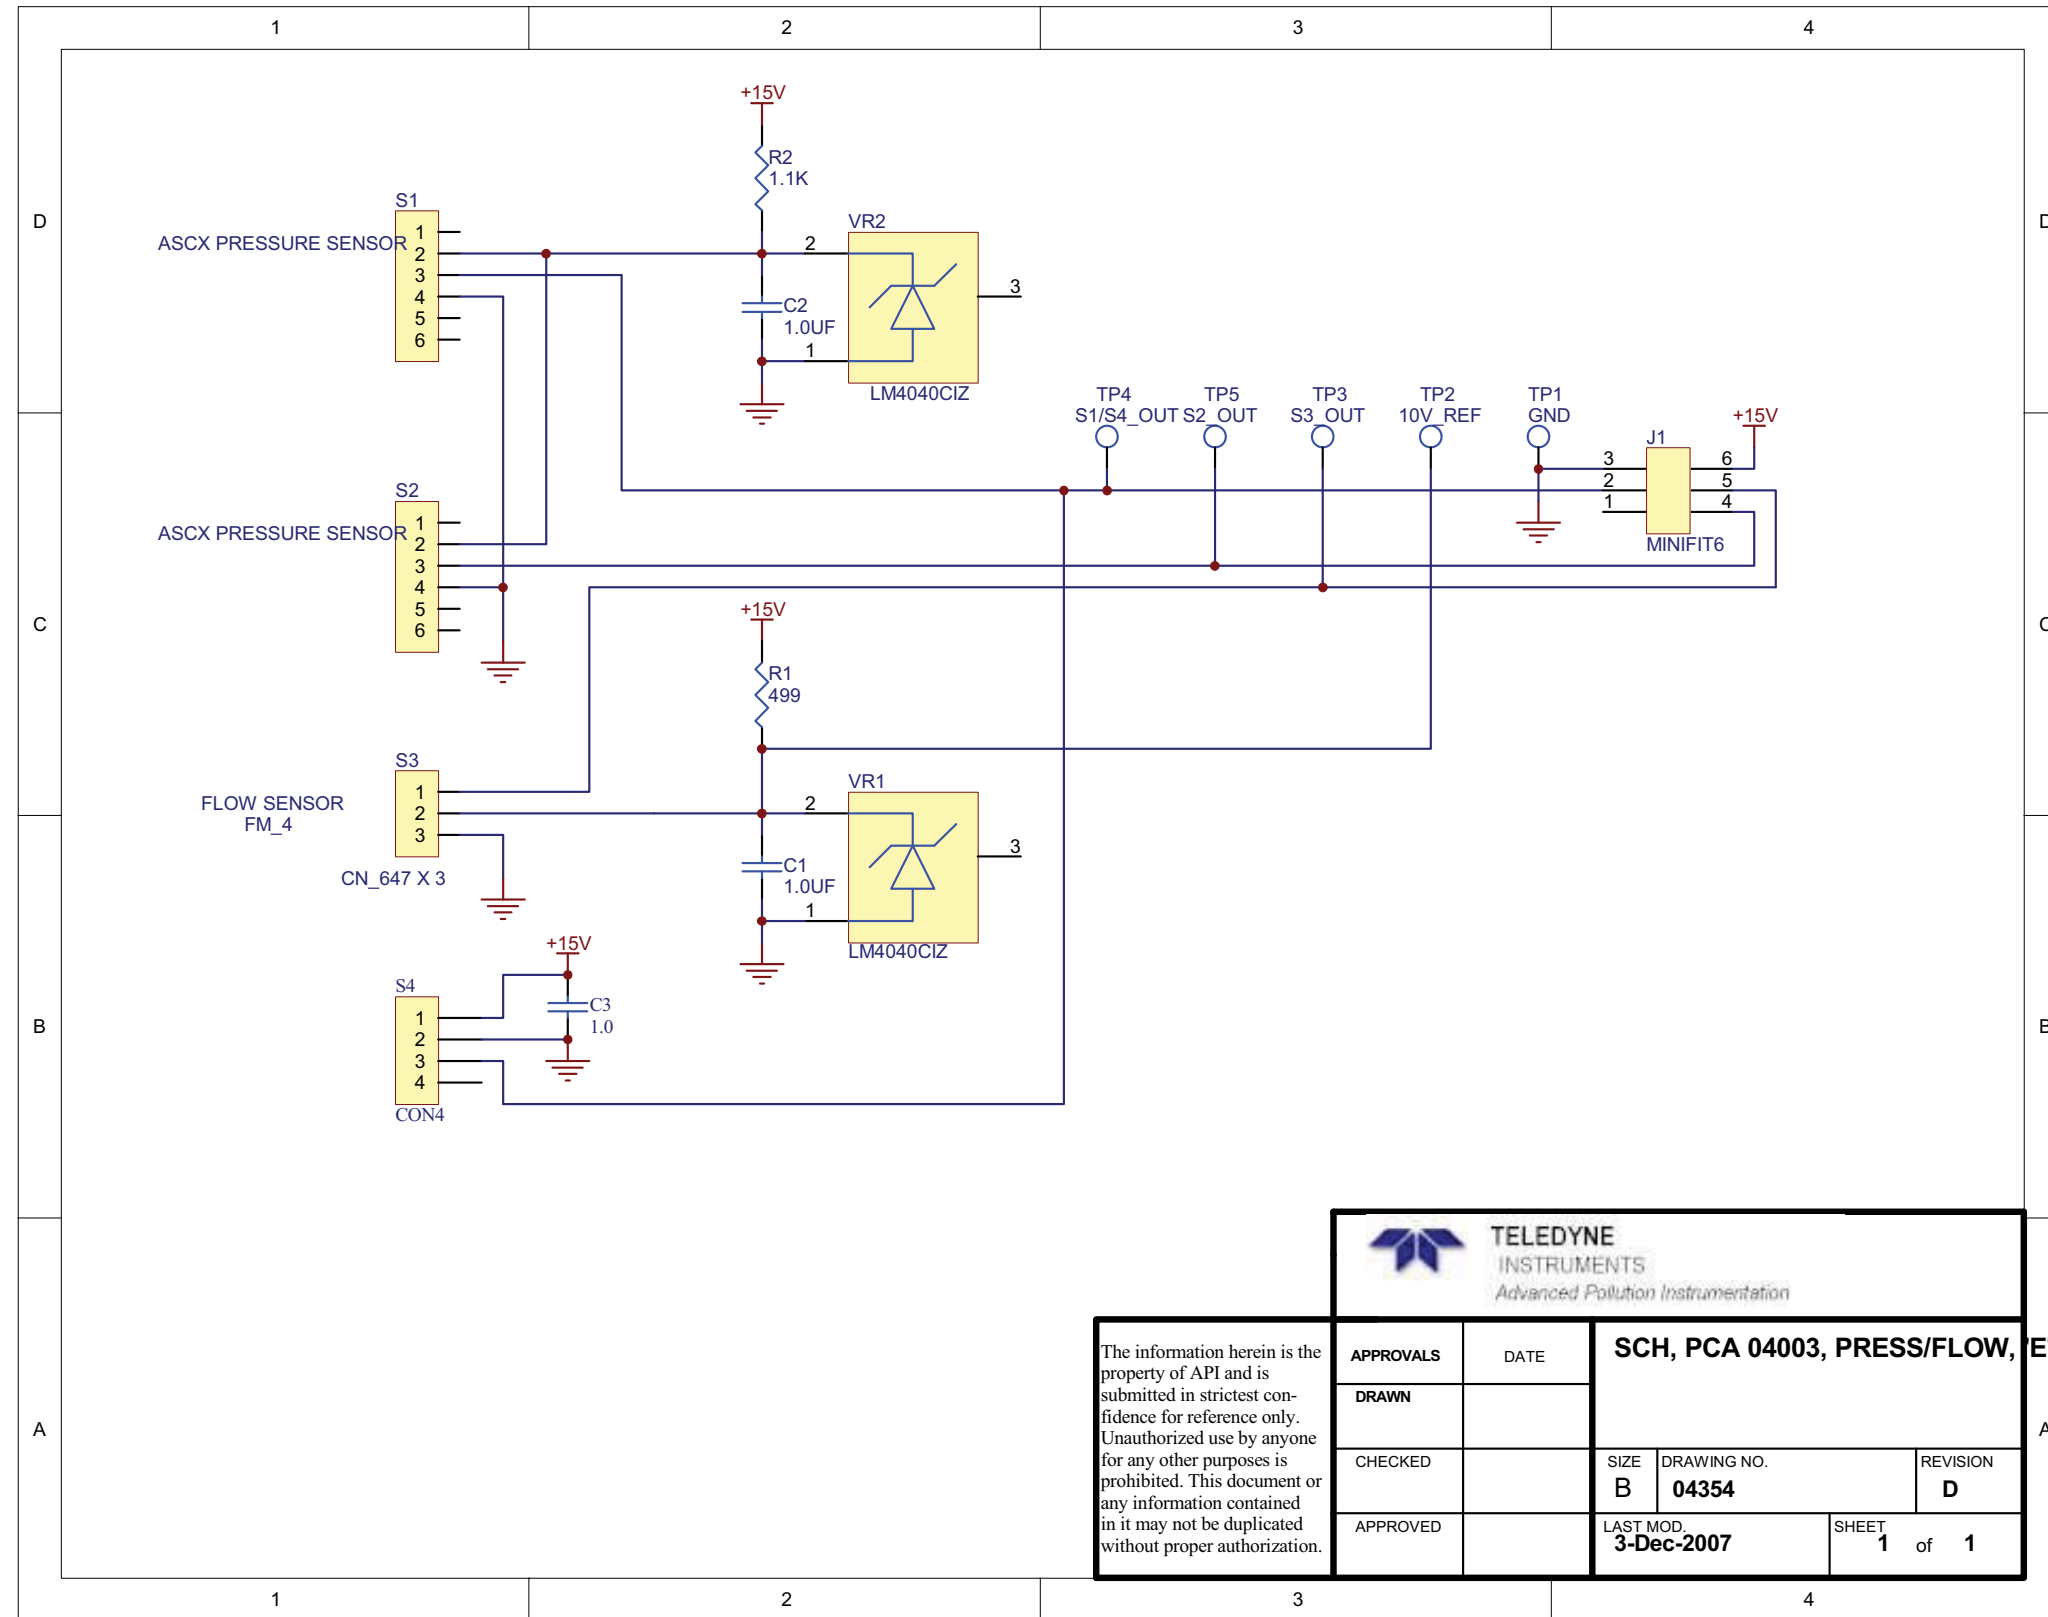 1 2 3 4
+15V
R2
1.1K
S1
D
ASCX PRESSURE SENSOR
1
2
3
4
5
6
VR2
2
3
C2
1.0UF
1
LM4040CIZ
TP4 TP5 TP3 TP2 TP1
S1/S4_OUT S2_OUT S3_OUT 10V_REF GND
+15V
J1
3 6
2 5
1 4
MINIFIT6
S2
ASCX PRESSURE SENSOR
1
2
3
4
5
6
C
+15V
R1
499
S3
FLOW SENSOR
FM_4
1
2
3
CN_647 X 3
VR1
2
3
C1
1.0UF
1
LM4040CIZ
+15V
S4
C3
1.0
1
2
3
4
CON4
B
TELEDYNE
INSTRUMENTS
Advanced Pollution Instrumentation
The information herein is the
property of API and is
submitted in strictest con-
fidence for reference only.
Unauthorized use by anyone
for any other purposes is
prohibited. This document or
any information contained
in it may not be duplicated
without proper authorization.
APPROVALS DATE
DRAWN
CHECKED
APPROVED
SCH, PCA 04003, PRESS/FLOW,
SIZE
B
DRAWING NO.
04354
REVISION
D
LAST MOD.
3-Dec-2007
SHEET
1 of 1
A
1 2 3 4